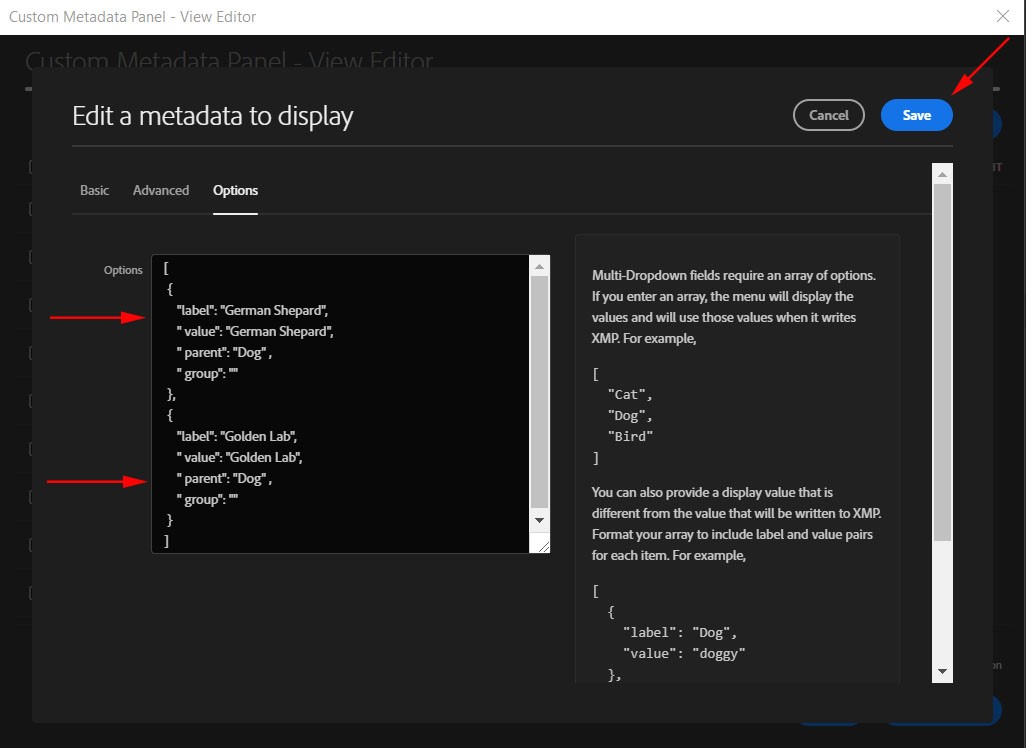 Custom Metadata Panel - View Editor
Custom Metadata Panel - View Editor
Edit a metadata to display
Cancel
Save
Basic
Advanced
Options
Options
[
{
"label": "German Shepard",
" value": "German Shepard",
" parent": "Dog" ,
" group": ""
},
{
"label": "Golden Lab",
" value": "Golden Lab",
" parent": "Dog" ,
" group": ""
}
]
Multi-Dropdown fields require an array of options.
If you enter an array, the menu will display the
values and will use those values when it writes
XMP. For example,
[
"Cat",
"Dog",
"Bird"
]
You can also provide a display value that is
different from the value that will be written to XMP.
Format your array to include label and value pairs
for each item. For example,
[
{
"label": "Dog",
"value": "doggy"
},